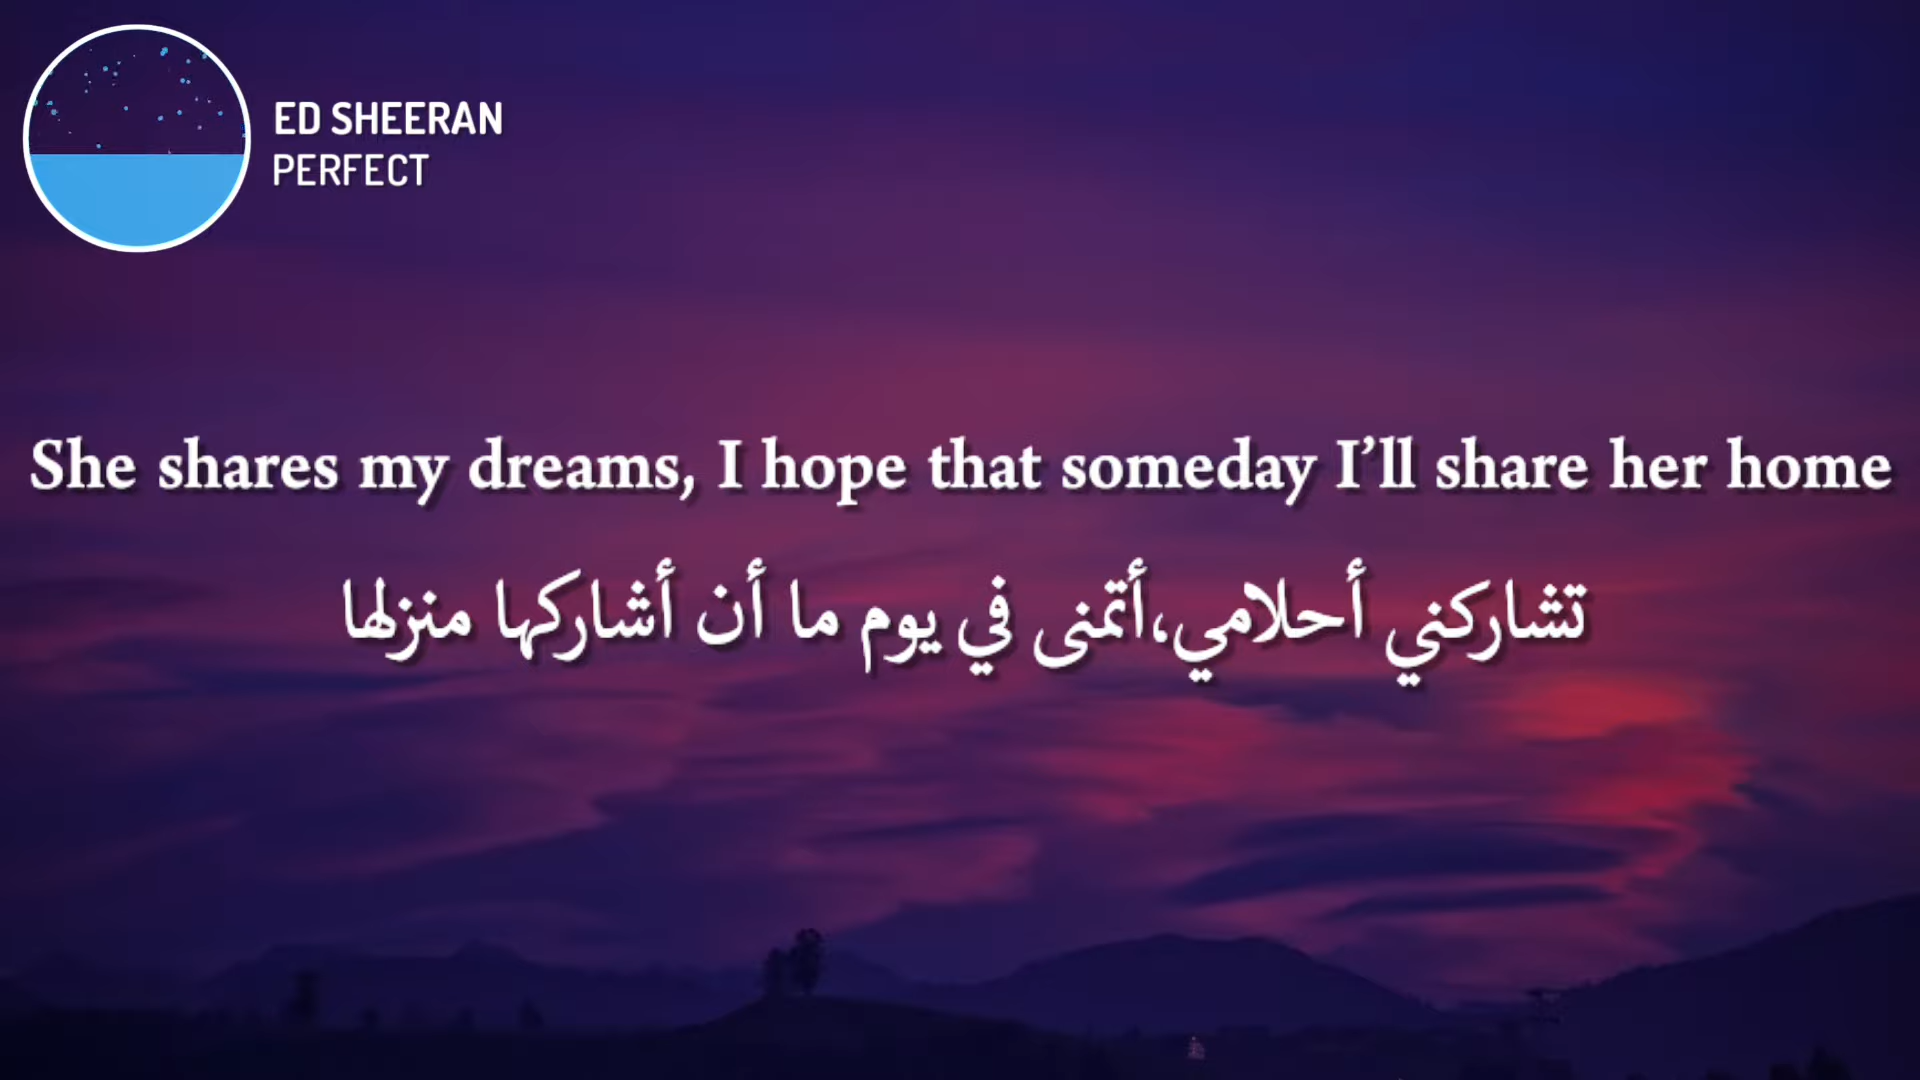 ED SHEERAN
PERFECT
She shares my dreams, I hope that someday I’ll share her home
تشاركني أحلامي،أتمنى في يوم ما أن أشاركها منزلها